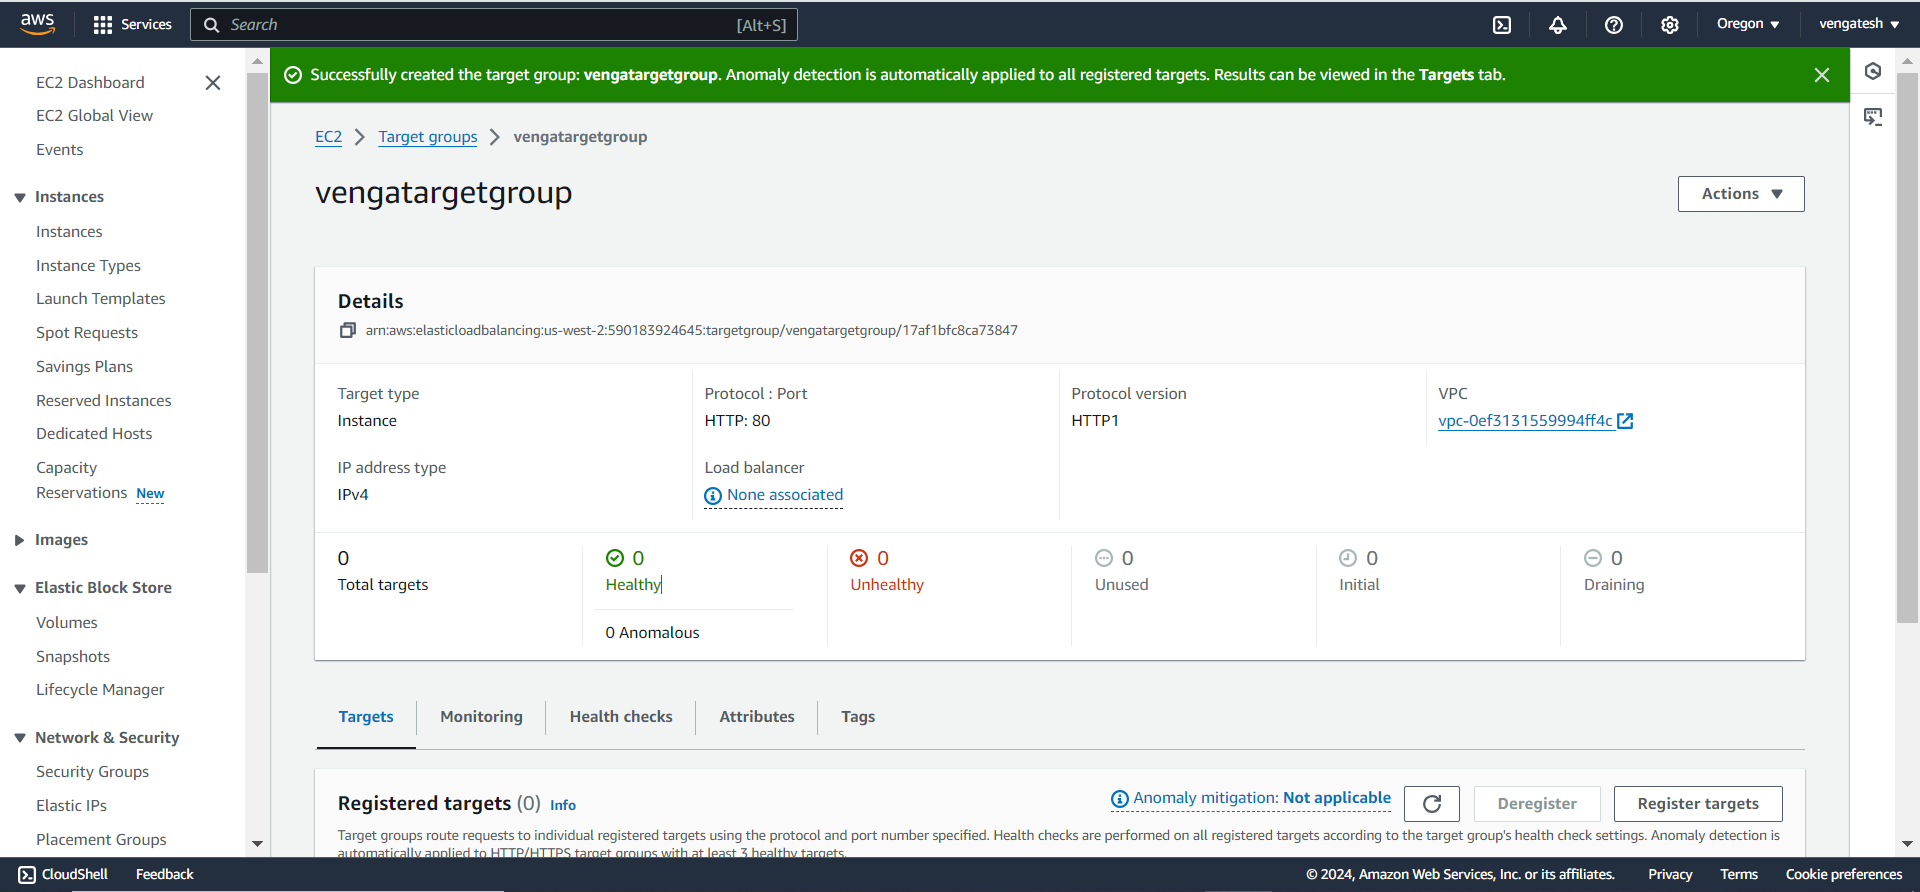 aws
Services
Search
[Alt+S]
Oregon
vengatesh
EC2 Dashboard
EC2 Global View
Events
Instances
Instances
Instance Types
Launch Templates
Spot Requests
Savings Plans
Reserved Instances
Dedicated Hosts
Capacity
Reservations New
Images
Elastic Block Store
Volumes
Snapshots
Lifecycle Manager
Network & Security
Security Groups
Elastic IPs
Placement Groups
Successfully created the target group: vengatargetgroup. Anomaly detection is automatically applied to all registered targets. Results can be viewed in the Targets tab.
EC2 > Target groups > vengatargetgroup
vengatargetgroup
Actions
Details
arn:aws:elasticloadbalancing:us-west-2:590183924645:targetgroup/vengatargetgroup/17af1bfc8ca73847
Target type
Instance
Protocol : Port
HTTP: 80
Protocol version
HTTP1
VPC
vpc-0ef3131559994ff4c
IP address type
IPv4
Load balancer
None associated
0
Total targets
0
Healthy
0 Anomalous
0
Unhealthy
0
Unused
0
Initial
0
Draining
Targets
Monitoring
Health checks
Attributes
Tags
Registered targets (0) Info
Anomaly mitigation: Not applicable
Deregister
Register targets
Target groups route requests to individual registered targets using the protocol and port number specified. Health checks are performed on all registered targets according to the target group's health check settings. Anomaly detection is
automatically applied to HTTP/HTTPS target groups with at least 3 healthy targets.
CloudShell
Feedback
© 2024, Amazon Web Services, Inc. or its affiliates.
Privacy
Terms
Cookie preferences